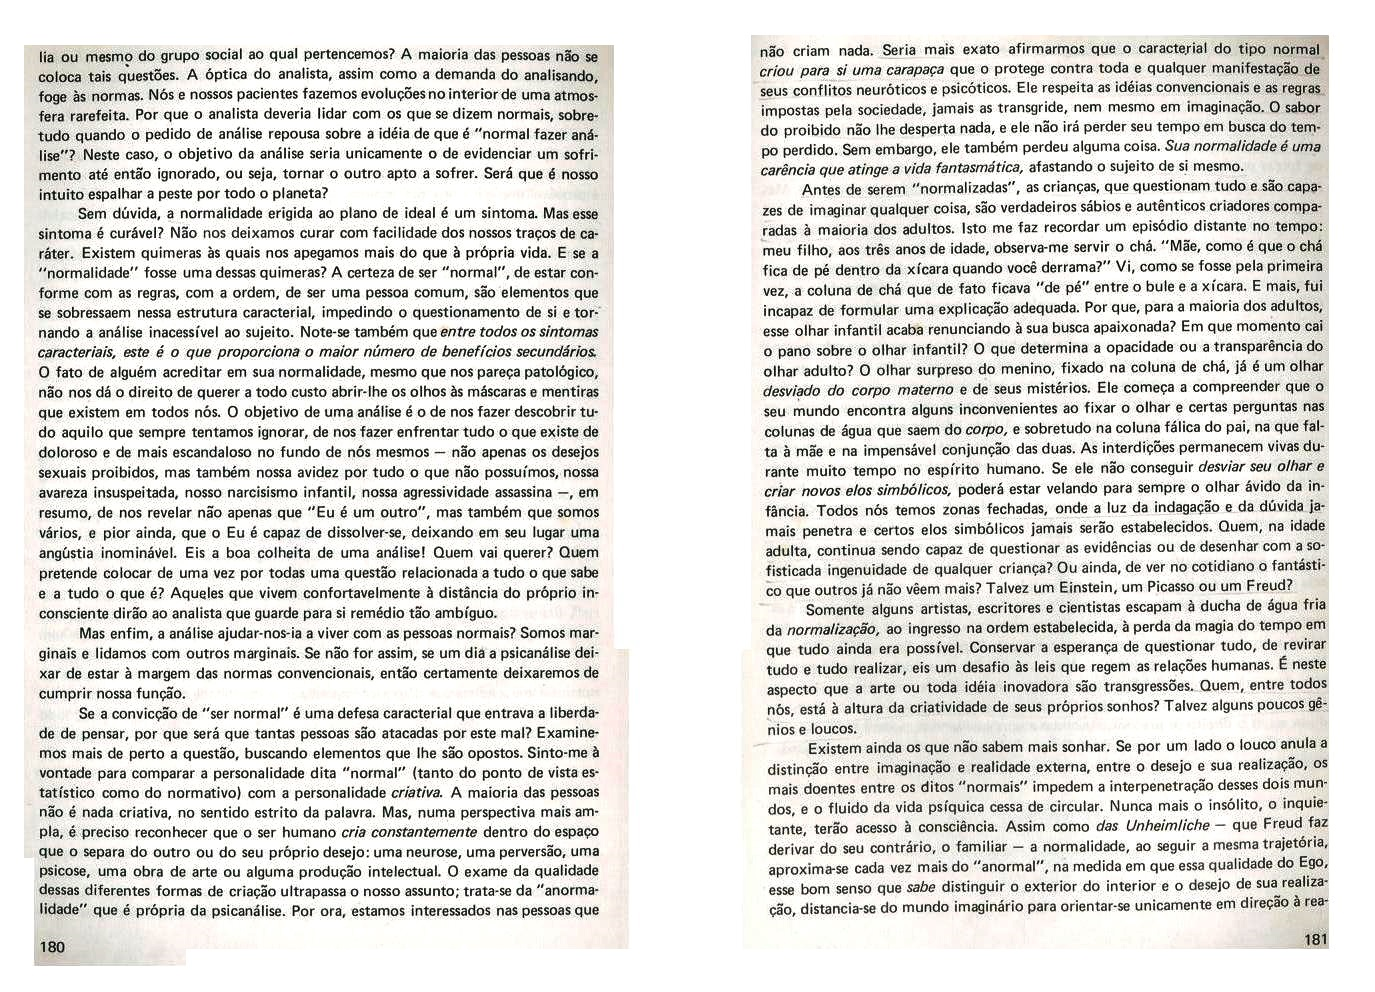 lia ou mesmo do grupo social ao qual pertencemos? A maioria das pessoas não se
coloca tais questões. A óptica do analista, assim como a demanda do analisando,
foge às normas. Nós e nossos pacientes fazemos evoluções no interior de uma atmos-
fera rarefeita. Por que o analista deveria lidar com os que se dizem normais, sobre-
tudo quando o pedido de análise repousa sobre a idéia de que é "normal fazer aná-
lise"? Neste caso, o objetivo da análise seria unicamente o de evidenciar um sofri-
mento até então ignorado, ou seja, tornar o outro apto a sofrer. Será que é nosso
intuito espalhar a peste por todo o planeta?
Sem dúvida, a normalidade erigida ao plano de ideal é um sintoma. Mas esse
sintoma é curável? Não nos deixamos curar com facilidade dos nossos traços de ca-
ráter. Existem quimeras às quais nos apegamos mais do que à própria vida. E se a
"normalidade" fosse uma dessas quimeras? A certeza de ser "normal", de estar con-
forme com as regras, com a ordem, de ser uma pessoa comum, são elementos que
se sobressaem nessa estrutura caracterial, impedindo o questionamento de si e tor-
nando a análise inacessível ao sujeito. Note-se também que entre todos os sintomas
caracteriais, este é o que proporciona o maior número de benefícios secundários.
O fato de alguém acreditar em sua normalidade, mesmo que nos pareça patológico,
não nos dá o direito de querer a todo custo abrir-lhe os olhos às máscaras e mentiras
que existem em todos nós. O objetivo de uma análise é o de nos fazer descobrir tu-
do aquilo que sempre tentamos ignorar, de nos fazer enfrentar tudo o que existe de
doloroso e de mais escandaloso no fundo de nós mesmos — não apenas os desejos
sexuais proibidos, mas também nossa avidez por tudo o que não possuímos, nossa
avareza insuspeitada, nosso narcisismo infantil, nossa agressividade assassina —, em
resumo, de nos revelar não apenas que "Eu é um outro", mas também que somos
vários, e pior ainda, que o Eu é capaz de dissolver-se, deixando em seu lugar uma
angústia inominável. Eis a boa colheita de uma análise! Quem vai querer? Quem
pretende colocar de uma vez por todas uma questão relacionada a tudo o que sabe
e a tudo o que é? Aqueles que vivem confortavelmente à distância do próprio in-
consciente dirão ao analista que guarde para si remédio tão ambíguo.
Mas enfim, a análise ajudar-nos-ia a viver com as pessoas normais? Somos mar-
ginais e lidamos com outros marginais. Se não for assim, se um dia a psicanálise dei-
xar de estar à margem das normas convencionais, então certamente deixaremos de
cumprir nossa função.
Se a convicção de "ser normal" é uma defesa caracterial que entrava a liberda-
de de pensar, por que será que tantas pessoas são atacadas por este mal? Examine-
mos mais de perto a questão, buscando elementos que lhe são opostos. Sinto-me à
vontade para comparar a personalidade dita "normal" (tanto do ponto de vista es-
tatístico como do normativo) com a personalidade criativa. A maioria das pessoas
não é nada criativa, no sentido estrito da palavra. Mas, numa perspectiva mais am-
pla, é preciso reconhecer que o ser humano cria constantemente dentro do espaço
que o separa do outro ou do seu próprio desejo: uma neurose, uma perversão, uma
psicose, uma obra de arte ou alguma produção intelectual. O exame da qualidade
dessas diferentes formas de criação ultrapassa o nosso assunto; trata-se da "anorma-
lidade" que é própria da psicanálise. Por ora, estamos interessados nas pessoas que
180
não criam nada. Seria mais exato afirmarmos que o caracterial do tipo normal
criou para si uma carapaça que o protege contra toda e qualquer manifestação de
seus conflitos neuróticos e psicóticos. Ele respeita as idéias convencionais e as regras
impostas pela sociedade, jamais as transgride, nem mesmo em imaginação. O sabor
do proibido não lhe desperta nada, e ele não irá perder seu tempo em busca do tem-
po perdido. Sem embargo, ele também perdeu alguma coisa. Sua normalidade é uma
carência que atinge a vida fantasmática, afastando o sujeito de si mesmo.
Antes de serem "normalizadas", as crianças, que questionam tudo e são capa-
zes de imaginar qualquer coisa, são verdadeiros sábios e autênticos criadores compa-
radas à maioria dos adultos. Isto me faz recordar um episódio distante no tempo:
meu filho, aos três anos de idade, observa-me servir o chá. "Mãe, como é que o chá
fica de pé dentro da xícara quando você derrama?" Vi, como se fosse pela primeira
vez, a coluna de chá que de fato ficava "de pé" entre o bule e a xícara. E mais, fui
incapaz de formular uma explicação adequada. Por que, para a maioria dos adultos,
esse olhar infantil acaba renunciando à sua busca apaixonada? Em que momento cai
o pano sobre o olhar infantil? O que determina a opacidade ou a transparência do
olhar adulto? O olhar surpreso do menino, fixado na coluna de chá, já é um olhar
desviado do corpo materno e de seus mistérios. Ele começa a compreender que o
seu mundo encontra alguns inconvenientes ao fixar o olhar e certas perguntas nas
colunas de água que saem do corpo, e sobretudo na coluna fálica do pai, na que fal-
ta à mãe e na impensável conjunção das duas. As interdições permanecem vivas du-
rante muito tempo no espírito humano. Se ele não conseguir desviar seu olhar e
criar novos elos simbólicos, poderá estar velando para sempre o olhar ávido da in-
fância. Todos nós temos zonas fechadas, onde a luz da indagação e da dúvida ja-
mais penetra e certos elos simbólicos jamais serão estabelecidos. Quem, na idade
adulta, continua sendo capaz de questionar as evidências ou de desenhar com a so-
fisticada ingenuidade de qualquer criança? Ou ainda, de ver no cotidiano o fantásti-
co que outros já não vêem mais? Talvez um Einstein, um Picasso ou um Freud?
Somente alguns artistas, escritores e cientistas escapam à ducha de água fria
da normalização, ao ingresso na ordem estabelecida, à perda da magia do tempo em
que tudo ainda era possível. Conservar a esperança de questionar tudo, de revirar
tudo e tudo realizar, eis um desafio às leis que regem as relações humanas. É neste
aspecto que a arte ou toda idéia inovadora são transgressões. Quem, entre todos
nós, está à altura da criatividade de seus próprios sonhos? Talvez alguns poucos gê-
nios e loucos.
Existem ainda os que não sabem mais sonhar. Se por um lado o louco anula a
distinção entre imaginação e realidade externa, entre o desejo e sua realização, os
mais doentes entre os ditos "normais" impedem a interpenetração desses dois mun-
dos, e o fluido da vida psíquica cessa de circular. Nunca mais o insólito, o inquie-
tante, terão acesso à consciência. Assim como das Unheimliche — que Freud faz
derivar do seu contrário, o familiar — a normalidade, ao seguir a mesma trajetória,
aproxima-se cada vez mais do "anormal", na medida em que essa qualidade do Ego,
esse bom senso que sabe distinguir o exterior do interior e o desejo de sua realiza-
ção, distancia-se do mundo imaginário para orientar-se unicamente em direção à rea-
181